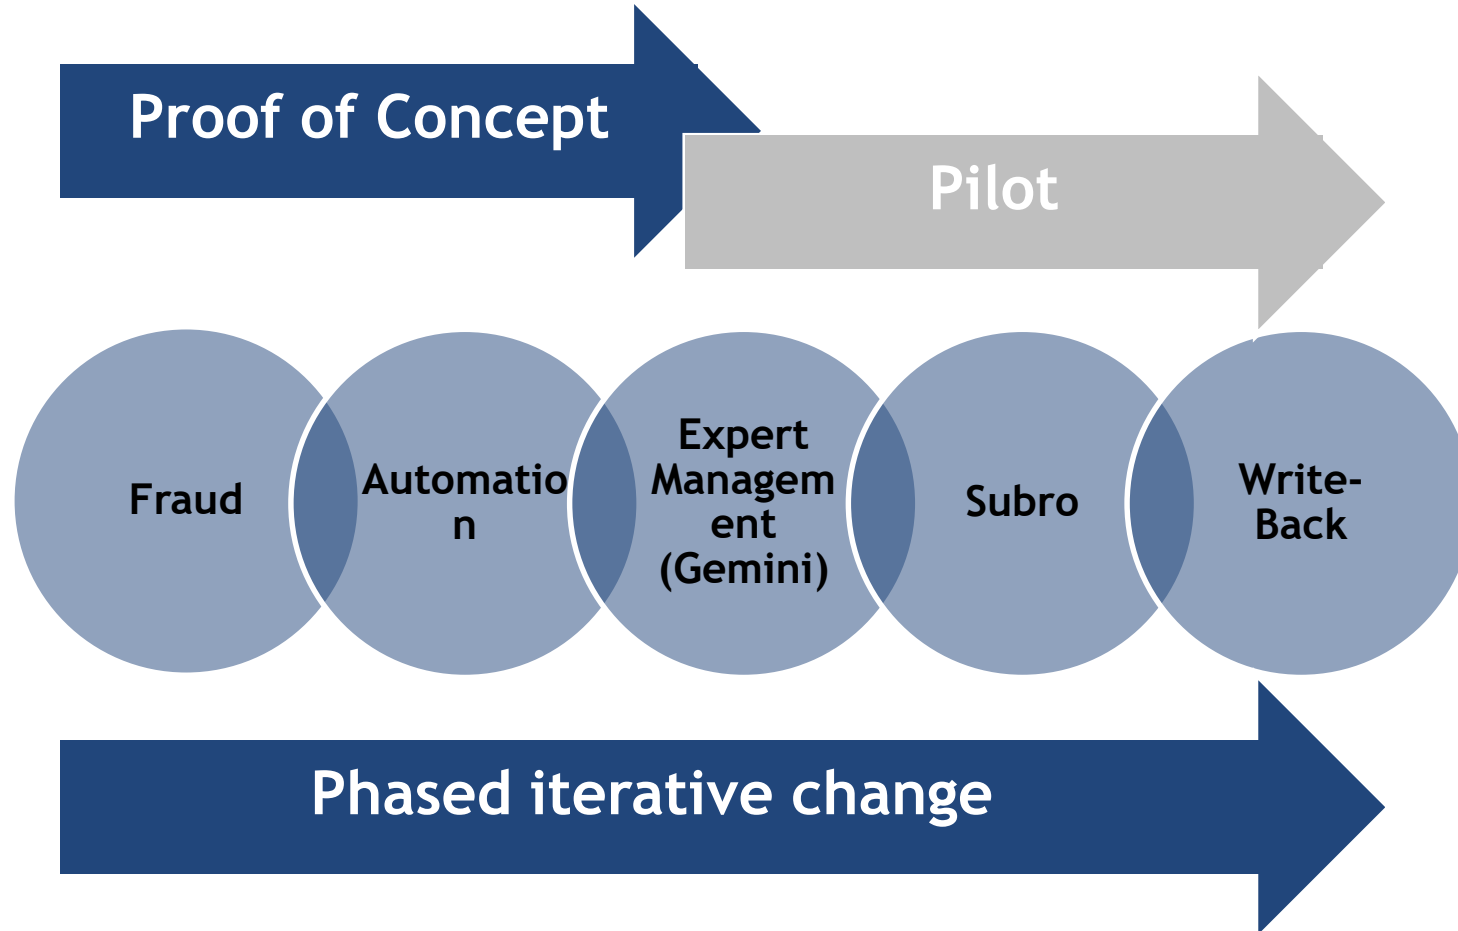 Proof of Concept
Pilot
Fraud
Automatio
n
Expert
Managem
ent
(Gemini)
Subro
Write-
Back
Phased iterative change